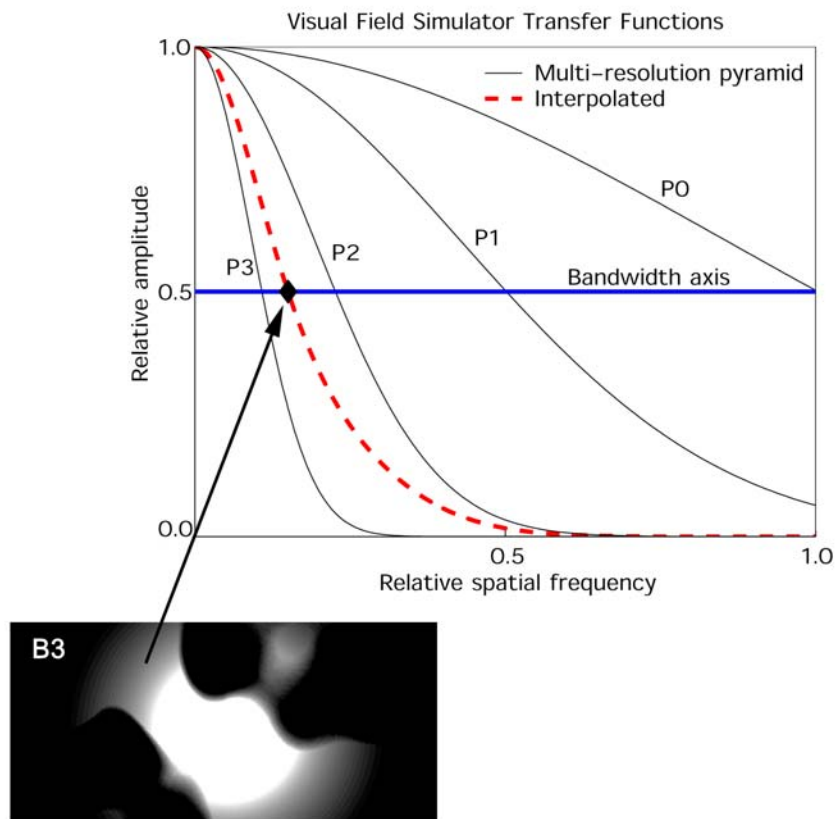 Visual Field Simulator Transfer Functions
1.0
Multi-resolution pyramid
Interpolated
P0
P1
P2
P3
Bandwidth axis
0.5
Relative amplitude
0.0
0.5
1.0
Relative spatial frequency
B3